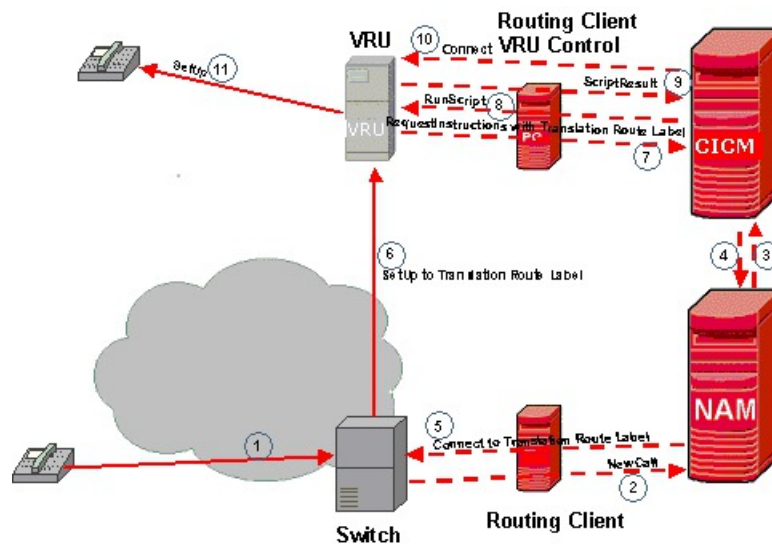 Routing Client
VRU Control
VRU
10
Connect
SetUp
11
9
ScriptResult
RunScript
8
VRU
RequestInstructions with Translation Route Label
PG
CICM
7
6
4
3
SetUp to Translation Route Label
NAM
5
Connect to Translation Route Label
1
NewCall
2
Routing Client
Switch